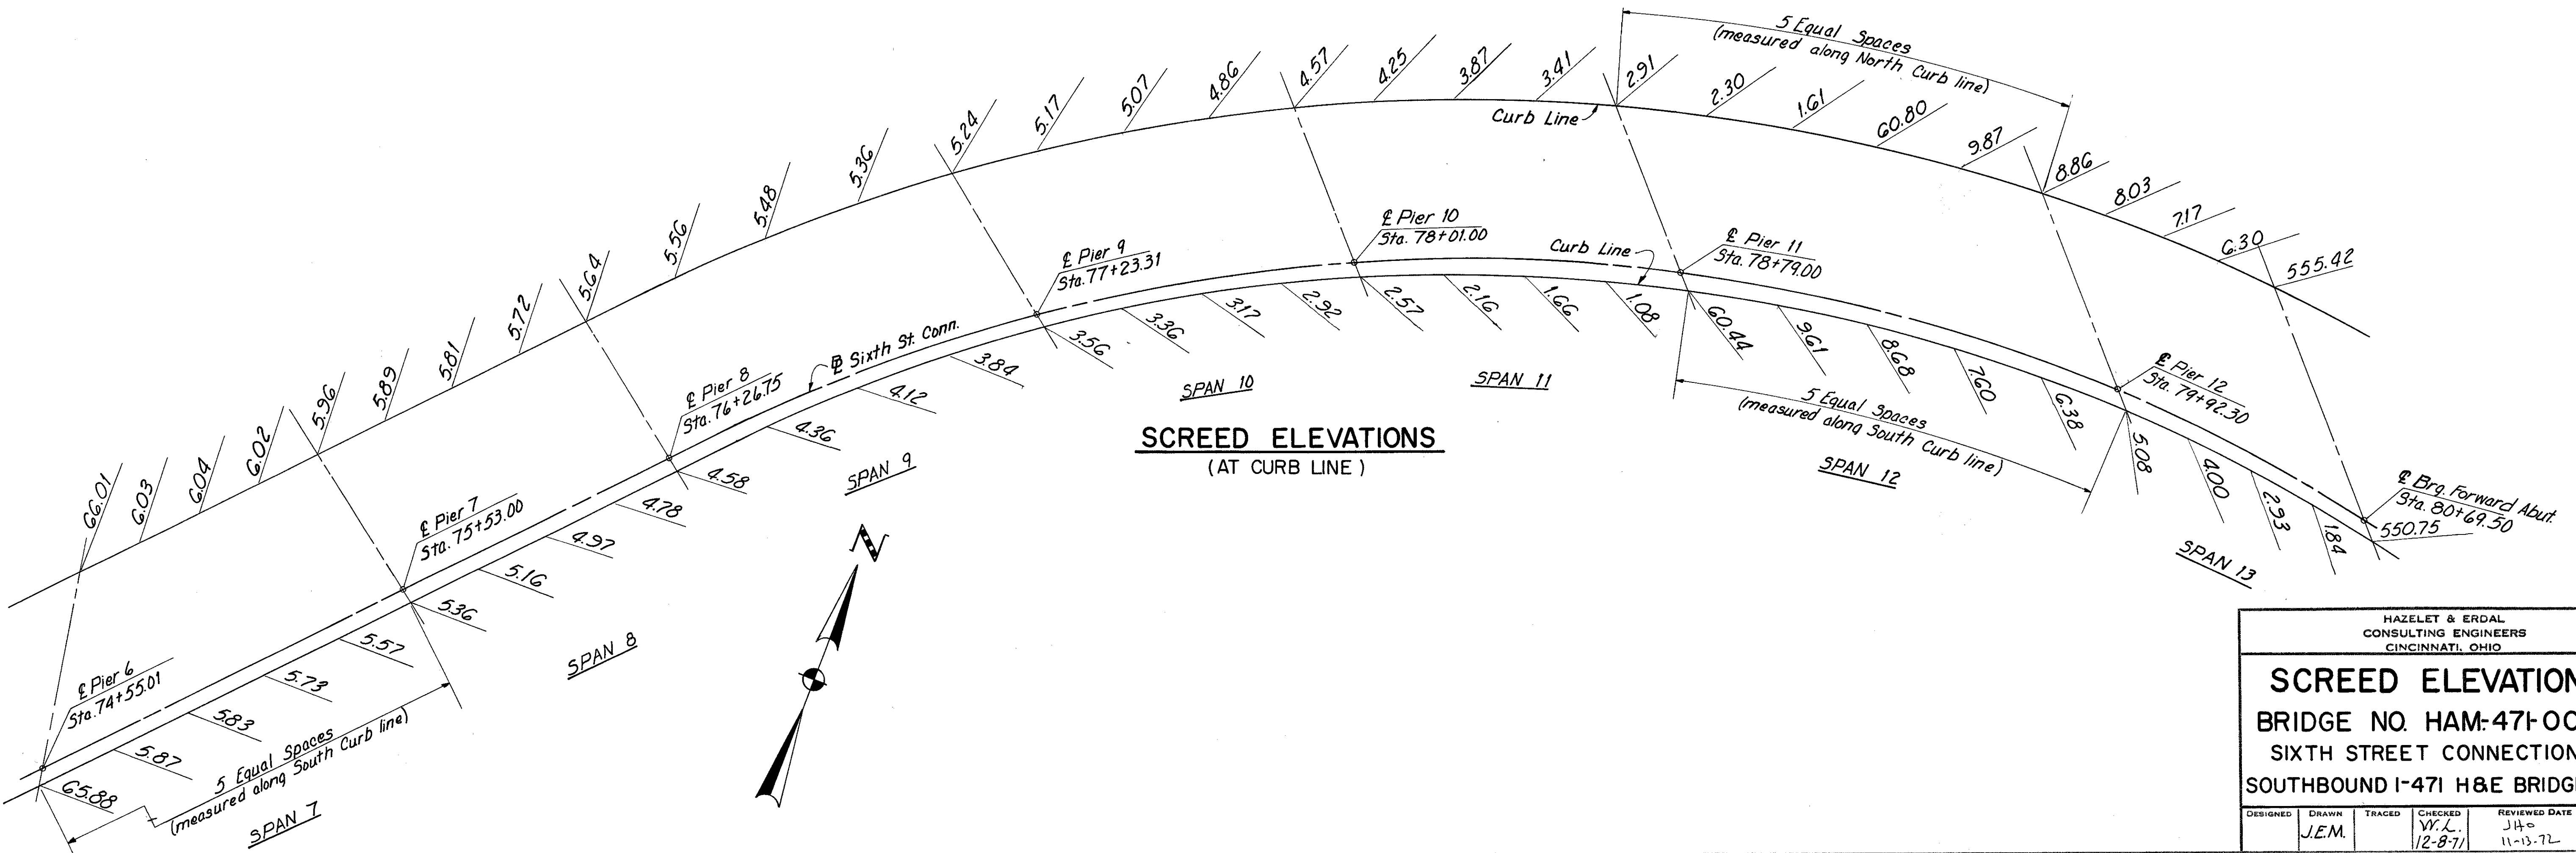 66.01
6.03
6.04
6.02
5.96
5.89
5.81
5.72
5.64
5.56
5.48
5.36
5.24
5.17
5.07
4.86
4.57
4.25
3.87
3.41
2.91
2.30
1.61
60.80
9.87
8.86
8.03
7.17
6.30
555.42
5 Equal Spaces
(measured along North Curb line)
Curb Line
℄ Pier 6
Sta. 74+55.01
℄ Pier 7
Sta. 75+53.00
℄ Pier 8
Sta. 76+26.75
Sixth St. Conn.
℄ Pier 9
Sta. 77+23.31
℄ Pier 10
Sta. 78+01.00
Curb Line
℄ Pier 11
Sta. 78+79.00
℄ Pier 12
Sta. 79+92.30
℄ Brg. Forward Abut.
Sta. 80+69.50
65.88
5.87
5.83
5.73
5.57
5.36
5.16
4.97
4.78
4.58
4.36
4.12
3.84
3.56
3.36
3.17
2.92
2.57
2.16
1.66
1.08
60.44
9.61
8.68
7.60
6.38
5.08
4.00
2.93
1.84
550.75
5 Equal Spaces
(measured along South Curb line)
SPAN 7
SPAN 8
SPAN 9
SPAN 10
SPAN 11
5 Equal Spaces
(measured along South Curb line)
SPAN 12
SPAN 13
SCREED ELEVATIONS
(AT CURB LINE)
N
HAZELET & ERDAL
CONSULTING ENGINEERS
CINCINNATI, OHIO
SCREED ELEVATION
BRIDGE NO. HAM-471-00
SIXTH STREET CONNECTION
SOUTHBOUND I-471 H&E BRIDG
DESIGNED DRAWN TRACED CHECKED REVIEWED DATE
J.E.M. W.L. JHO
12-8-71 11-13-72